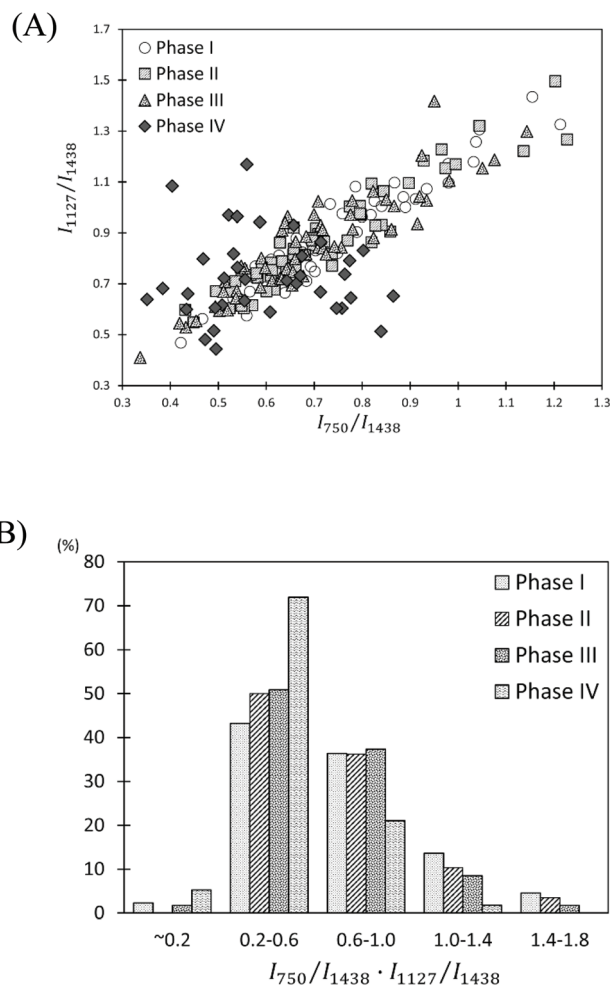 (A)
1.7
1.5
1.3
1.1
0.9
0.7
0.5
0.3
I1127/I1438
Phase I
Phase II
Phase III
Phase IV
0.3 0.4 0.5 0.6 0.7 0.8 0.9 1 1.1 1.2 1.3
I750/I1438
B)
(%)
80
70
60
50
40
30
20
10
0
Phase I
Phase II
Phase III
Phase IV
~0.2 0.2-0.6 0.6-1.0 1.0-1.4 1.4-1.8
I750/I1438 · I1127/I1438